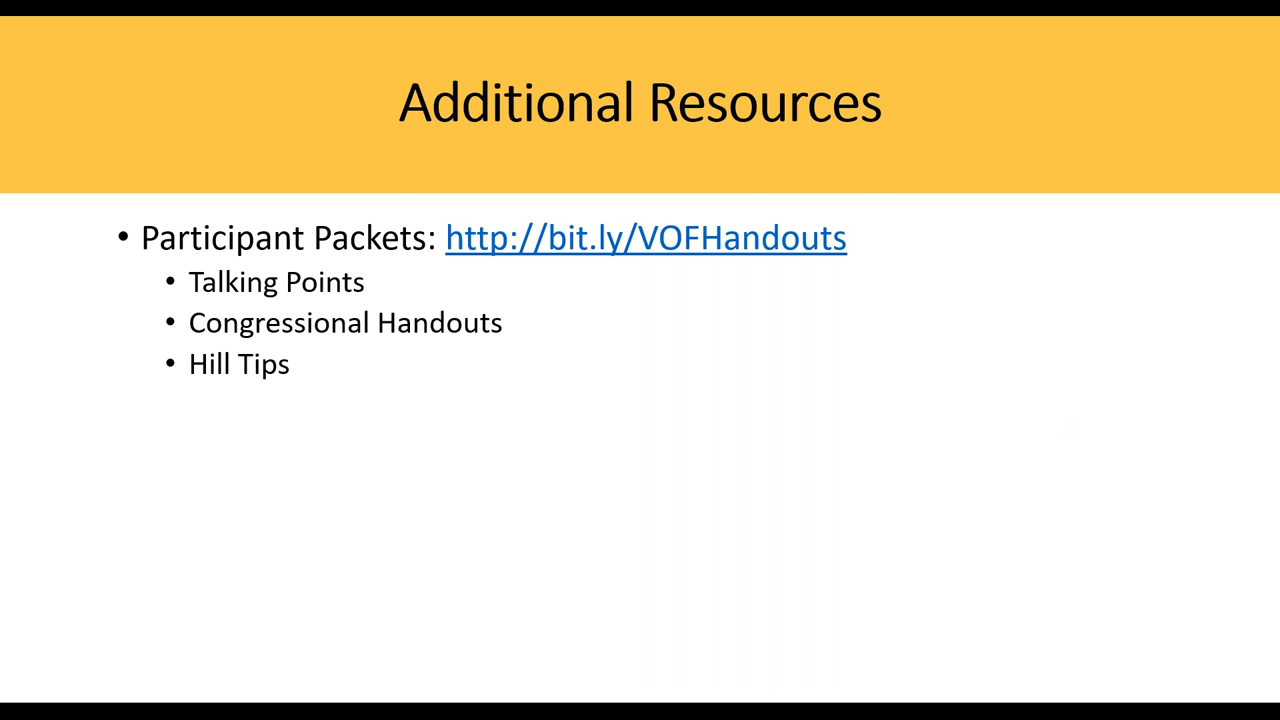 Additional Resources
• Participant Packets: http://bit.ly/VOFHandouts
• Talking Points
• Congressional Handouts
• Hill Tips